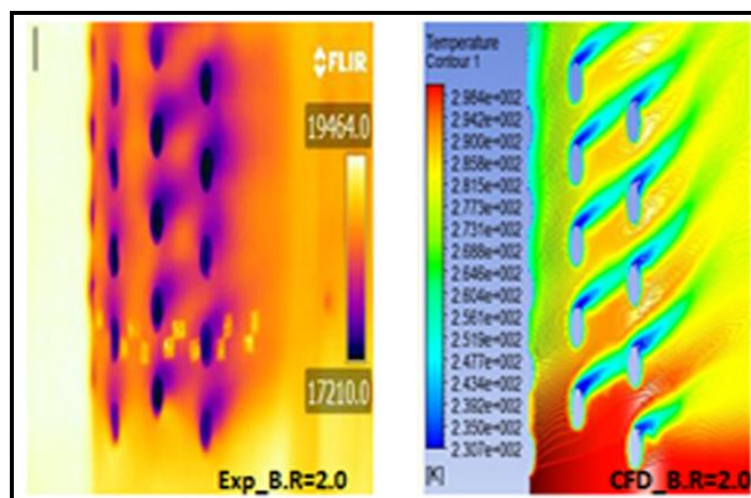 FLIR
19464.0
17210.0
Exp_B.R=2.0
Temperature
Contour 1
2.984e+002
2.942e+002
2.900e+002
2.858e+002
2.815e+002
2.773e+002
2.731e+002
2.688e+002
2.646e+002
2.604e+002
2.561e+002
2.519e+002
2.477e+002
2.434e+002
2.392e+002
2.350e+002
2.307e+002
[K]
CFD_B.R=2.0